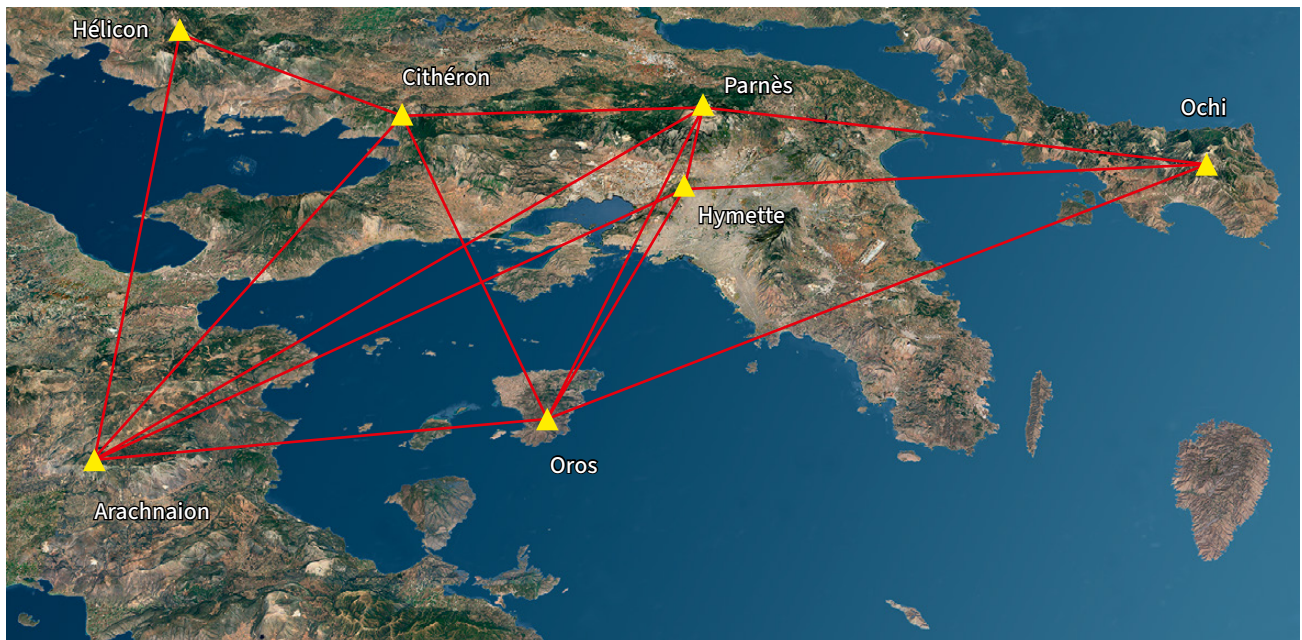 Hélicon
Cithéron
Parnès
Ochi
Hymette
Oros
Arachnaion